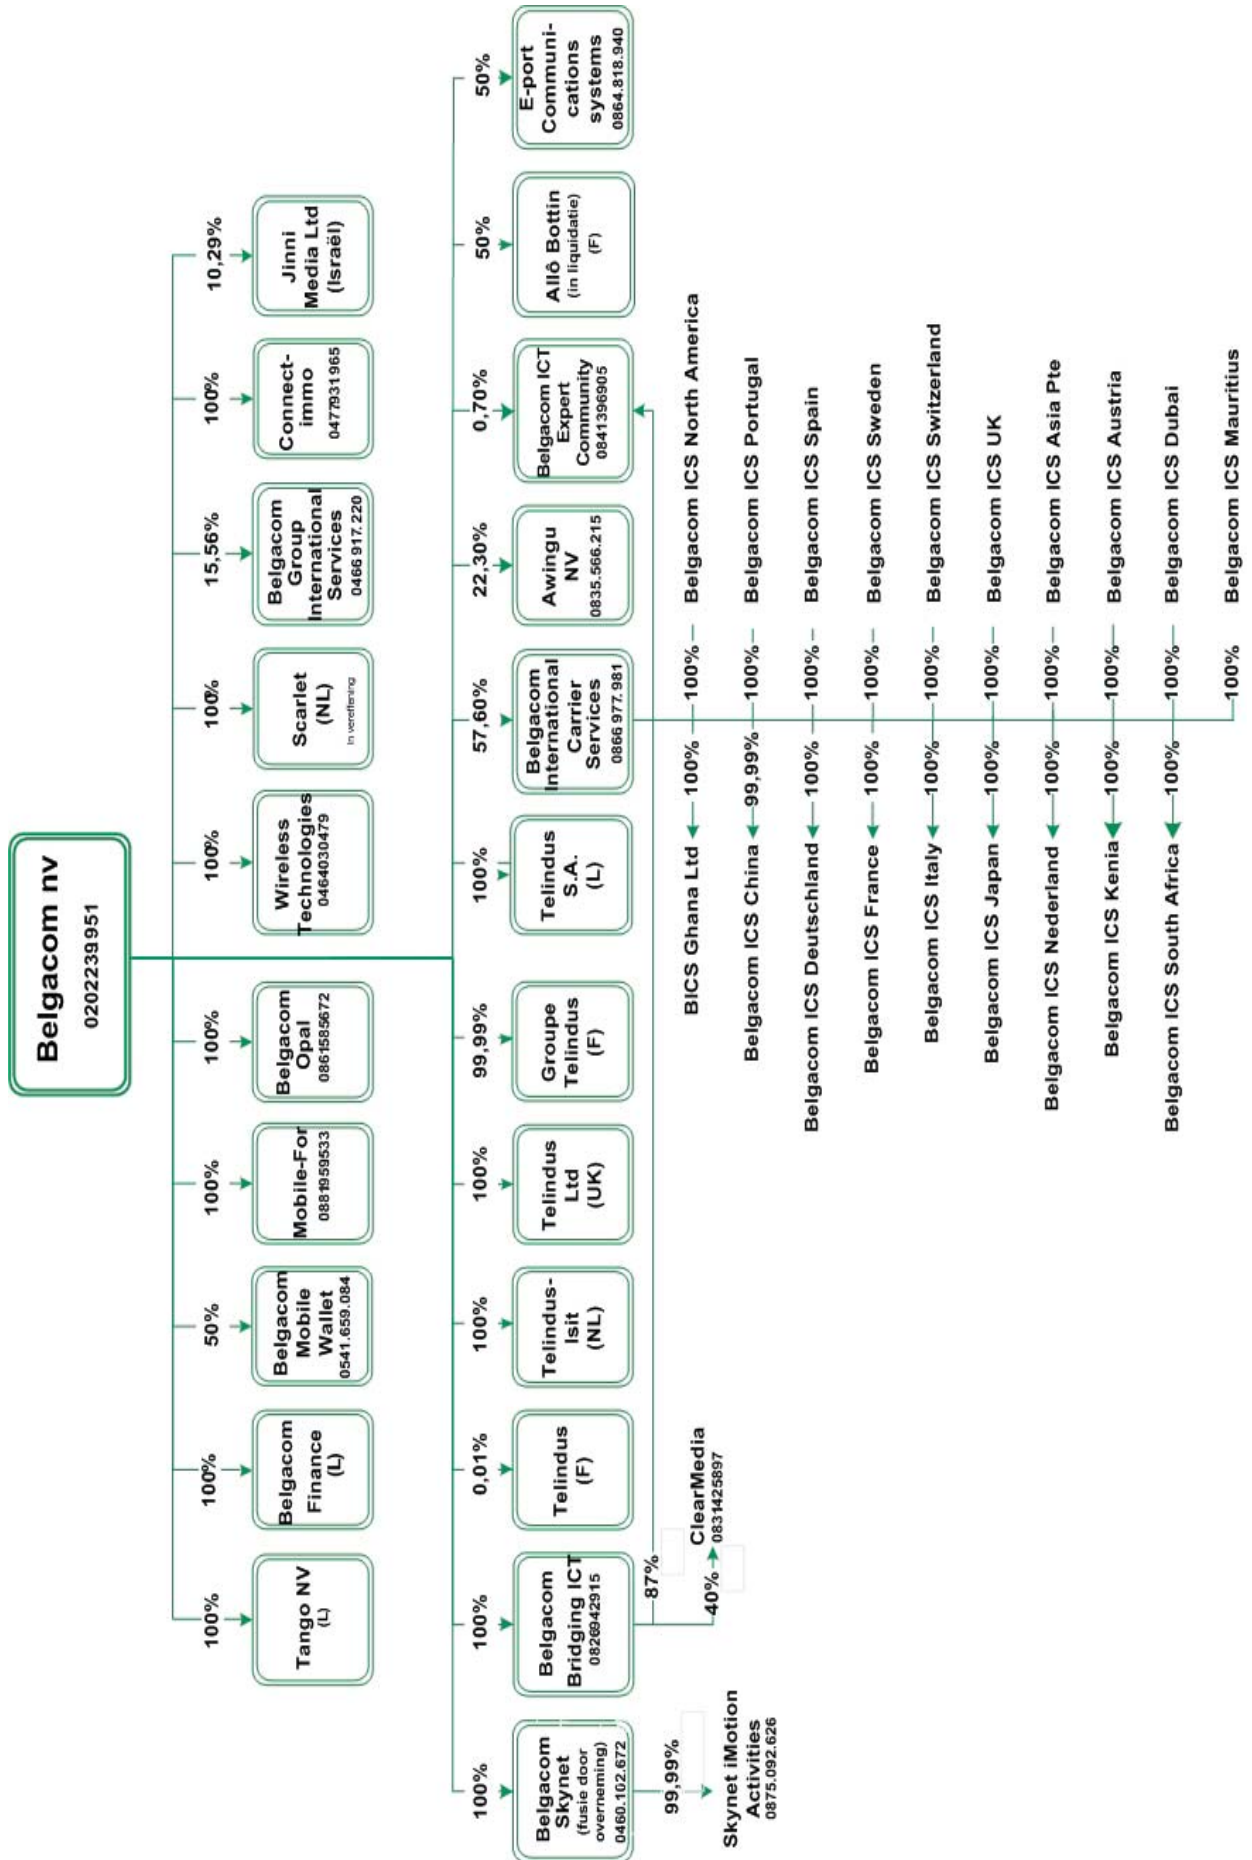 Belgacom nv
0202239951
100%
100%
50%
100%
100%
100%
100%
15,56%
100%
10,29%
Tango NV
(L)
Belgacom
Finance
(L)
Belgacom
Mobile
Wallet
0541.659.084
Mobile-For
0881959533
Belgacom
Opal
0861585672
Wireless
Technologies
0464030479
Scarlet
(NL)
In vereffening
Belgacom
Group
International
Services
0466 917. 220
Connect-
immo
0477931965
Jinni
Media Ltd
(Israël)
100%
100%
0,01%
100%
100%
99,99%
100%
57,60%
22,30%
0,70%
50%
50%
Belgacom
Skynet
(fusie door
overneming)
0460.102.672
Belgacom
Bridging ICT
0826942915
Telindus
(F)
Telindus-
Isit
(NL)
Telindus
Ltd
(UK)
Groupe
Telindus
(F)
Telindus
S.A.
(L)
Belgacom
International
Carrier
Services
0866 977. 981
Awingu
NV
0835.566.215
Belgacom ICT
Expert
Community
0841396905
Allô Bottin
(in liquidatie)
(F)
E-port
Communi-
cations
systems
0864.818.940
99,99%
Skynet iMotion
Activities
0875.092.626
87%
40%
ClearMedia
0831425897
BICS Ghana Ltd 100% 100% Belgacom ICS North America
Belgacom ICS China 99,99% 100% Belgacom ICS Portugal
Belgacom ICS Deutschland 100% 100% Belgacom ICS Spain
Belgacom ICS France 100% 100% Belgacom ICS Sweden
Belgacom ICS Italy 100% 100% Belgacom ICS Switzerland
Belgacom ICS Japan 100% 100% Belgacom ICS UK
Belgacom ICS Nederland 100% 100% Belgacom ICS Asia Pte
Belgacom ICS Kenia 100% 100% Belgacom ICS Austria
Belgacom ICS South Africa 100% 100% Belgacom ICS Dubai
100% Belgacom ICS Mauritius